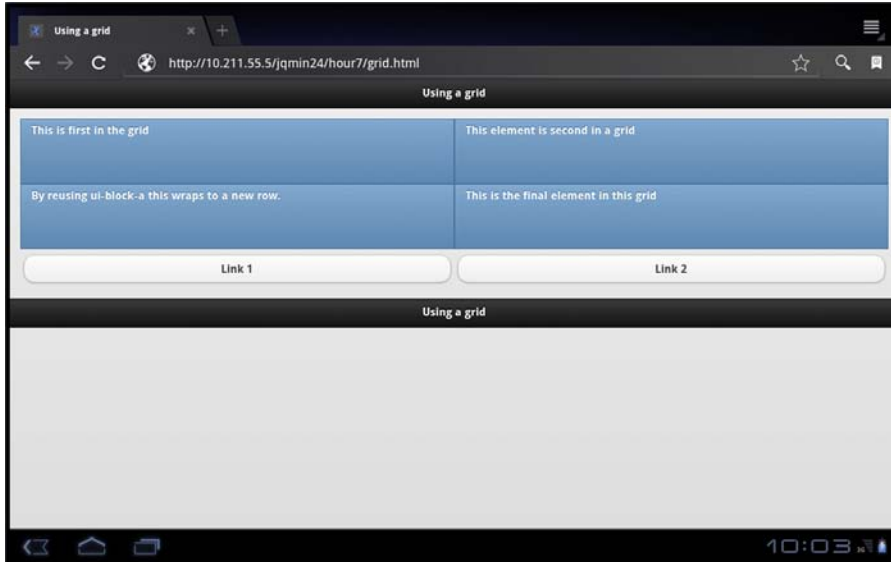 Using a grid
http://10.211.55.5/jqmin24/hour7/grid.html
Using a grid
This is first in the grid
This element is second in a grid
By reusing ui-block-a this wraps to a new row.
This is the final element in this grid
Link 1
Link 2
Using a grid
10:03